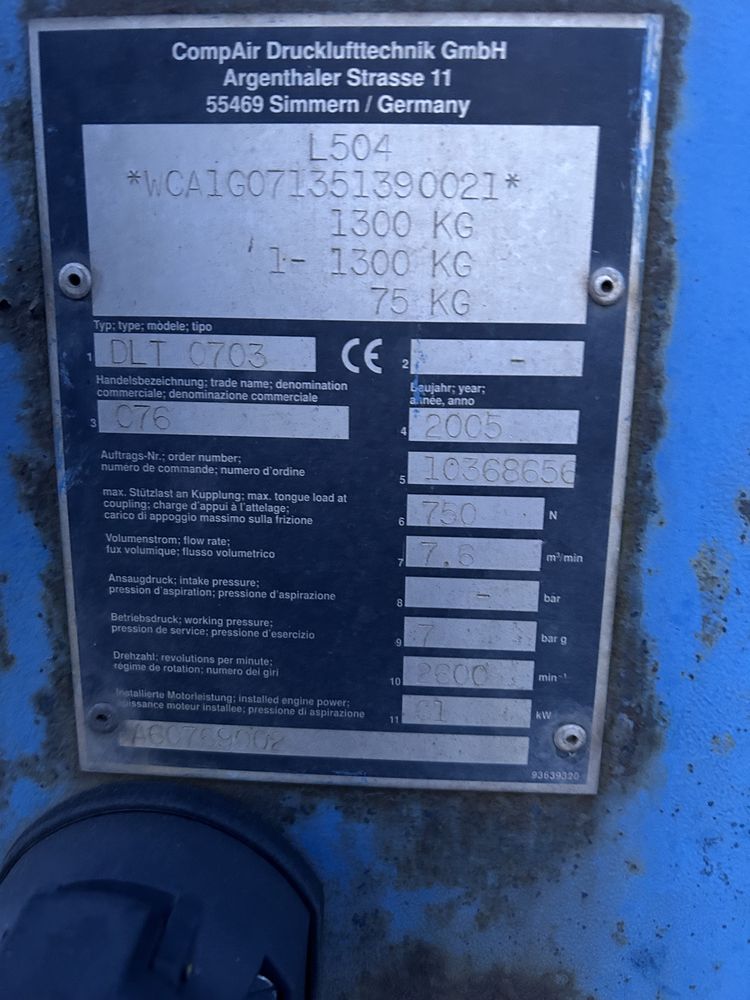 CompAir Drucklufttechnik GmbH
Argenthaler Strasse 11
55469 Simmern / Germany
L504
*WCA1G071351390021*
1300 KG
1- 1300 KG
75 KG
Typ; type; modele; tipo
1 DLT 0703 CE 2 -
Handelsbezeichnung; trade name; denomination
commerciale; denominazione commerciale
3 C76
Baujahr; year;
année, anno
4 2005
Auftrags-Nr.; order number;
numéro de commande; numero d'ordine
5 10368656
max. Stützlast an Kupplung; max. tongue load at
coupling; charge d'appui à l'attelage;
carico di appoggio massimo sulla frizione
6 750 N
Volumenstrom; flow rate;
fux volumique; flusso volumetrico
7 7.6 m³/min
Ansaugdruck; intake pressure;
pression d'aspiration; pressione d'aspirazione
8 - bar
Betriebsdruck; working pressure;
pression de service; pressione d'esercizio
9 7 bar g
Drehzahl; revolutions per minute;
régime de rotation; numero dei giri
10 min⁻¹
Installierte Motorleistung; installed engine power;
puissance moteur installee; pressione di aspirazione
11 kW
93639320